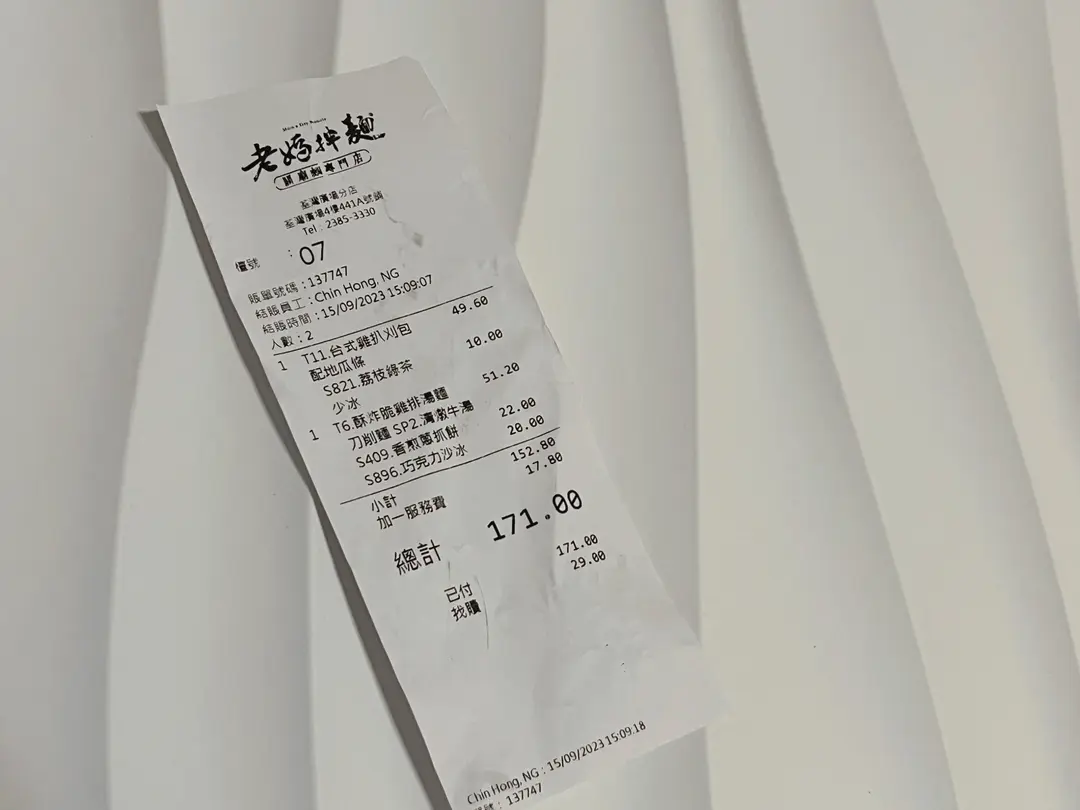 老媽拌麵
關廟麵專門店
荃灣廣場分店
荃灣廣場4樓441A號舖
Tel : 2385-3330
檯號 : 07
賬單號碼 : 137747
結賬員工 : Chin Hong, NG
結賬時間 : 15/09/2023 15:09:07
人數 : 2
1 T11.台式雞扒刈包 49.60
配地瓜條
S821.荔枝綠茶 10.00
少冰
1 T6.酥炸脆雞排湯麵 51.20
刀削麵 SP2.清燉牛湯
S409.香煎蔥抓餅 22.00
S896.巧克力沙冰 20.00
小計 152.80
加一服務費 17.80
總計 171.00
已付 171.00
找贖 29.00
Chin Hong, NG : 15/09/2023 15:09:18
137747